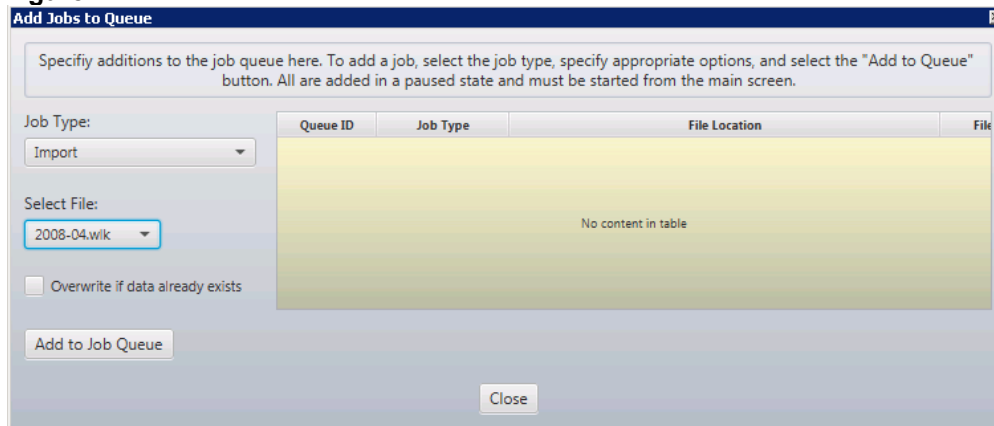 Add Jobs to Queue
Specifiy additions to the job queue here. To add a job, select the job type, specify appropriate options, and select the "Add to Queue"
button. All are added in a paused state and must be started from the main screen.
Job Type:
Import
Queue ID Job Type File Location File
Select File:
2008-04.wlk
No content in table
Overwrite if data already exists
Add to Job Queue
Close